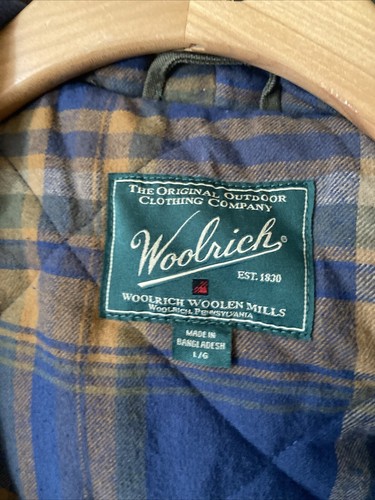 THE ORIGINAL OUTDOOR
CLOTHING COMPANY
Woolrich®
EST. 1830
WOOLRICH WOOLEN MILLS
WOOLRICH, PENNSYLVANIA
MADE IN
BANGLADESH
L/G